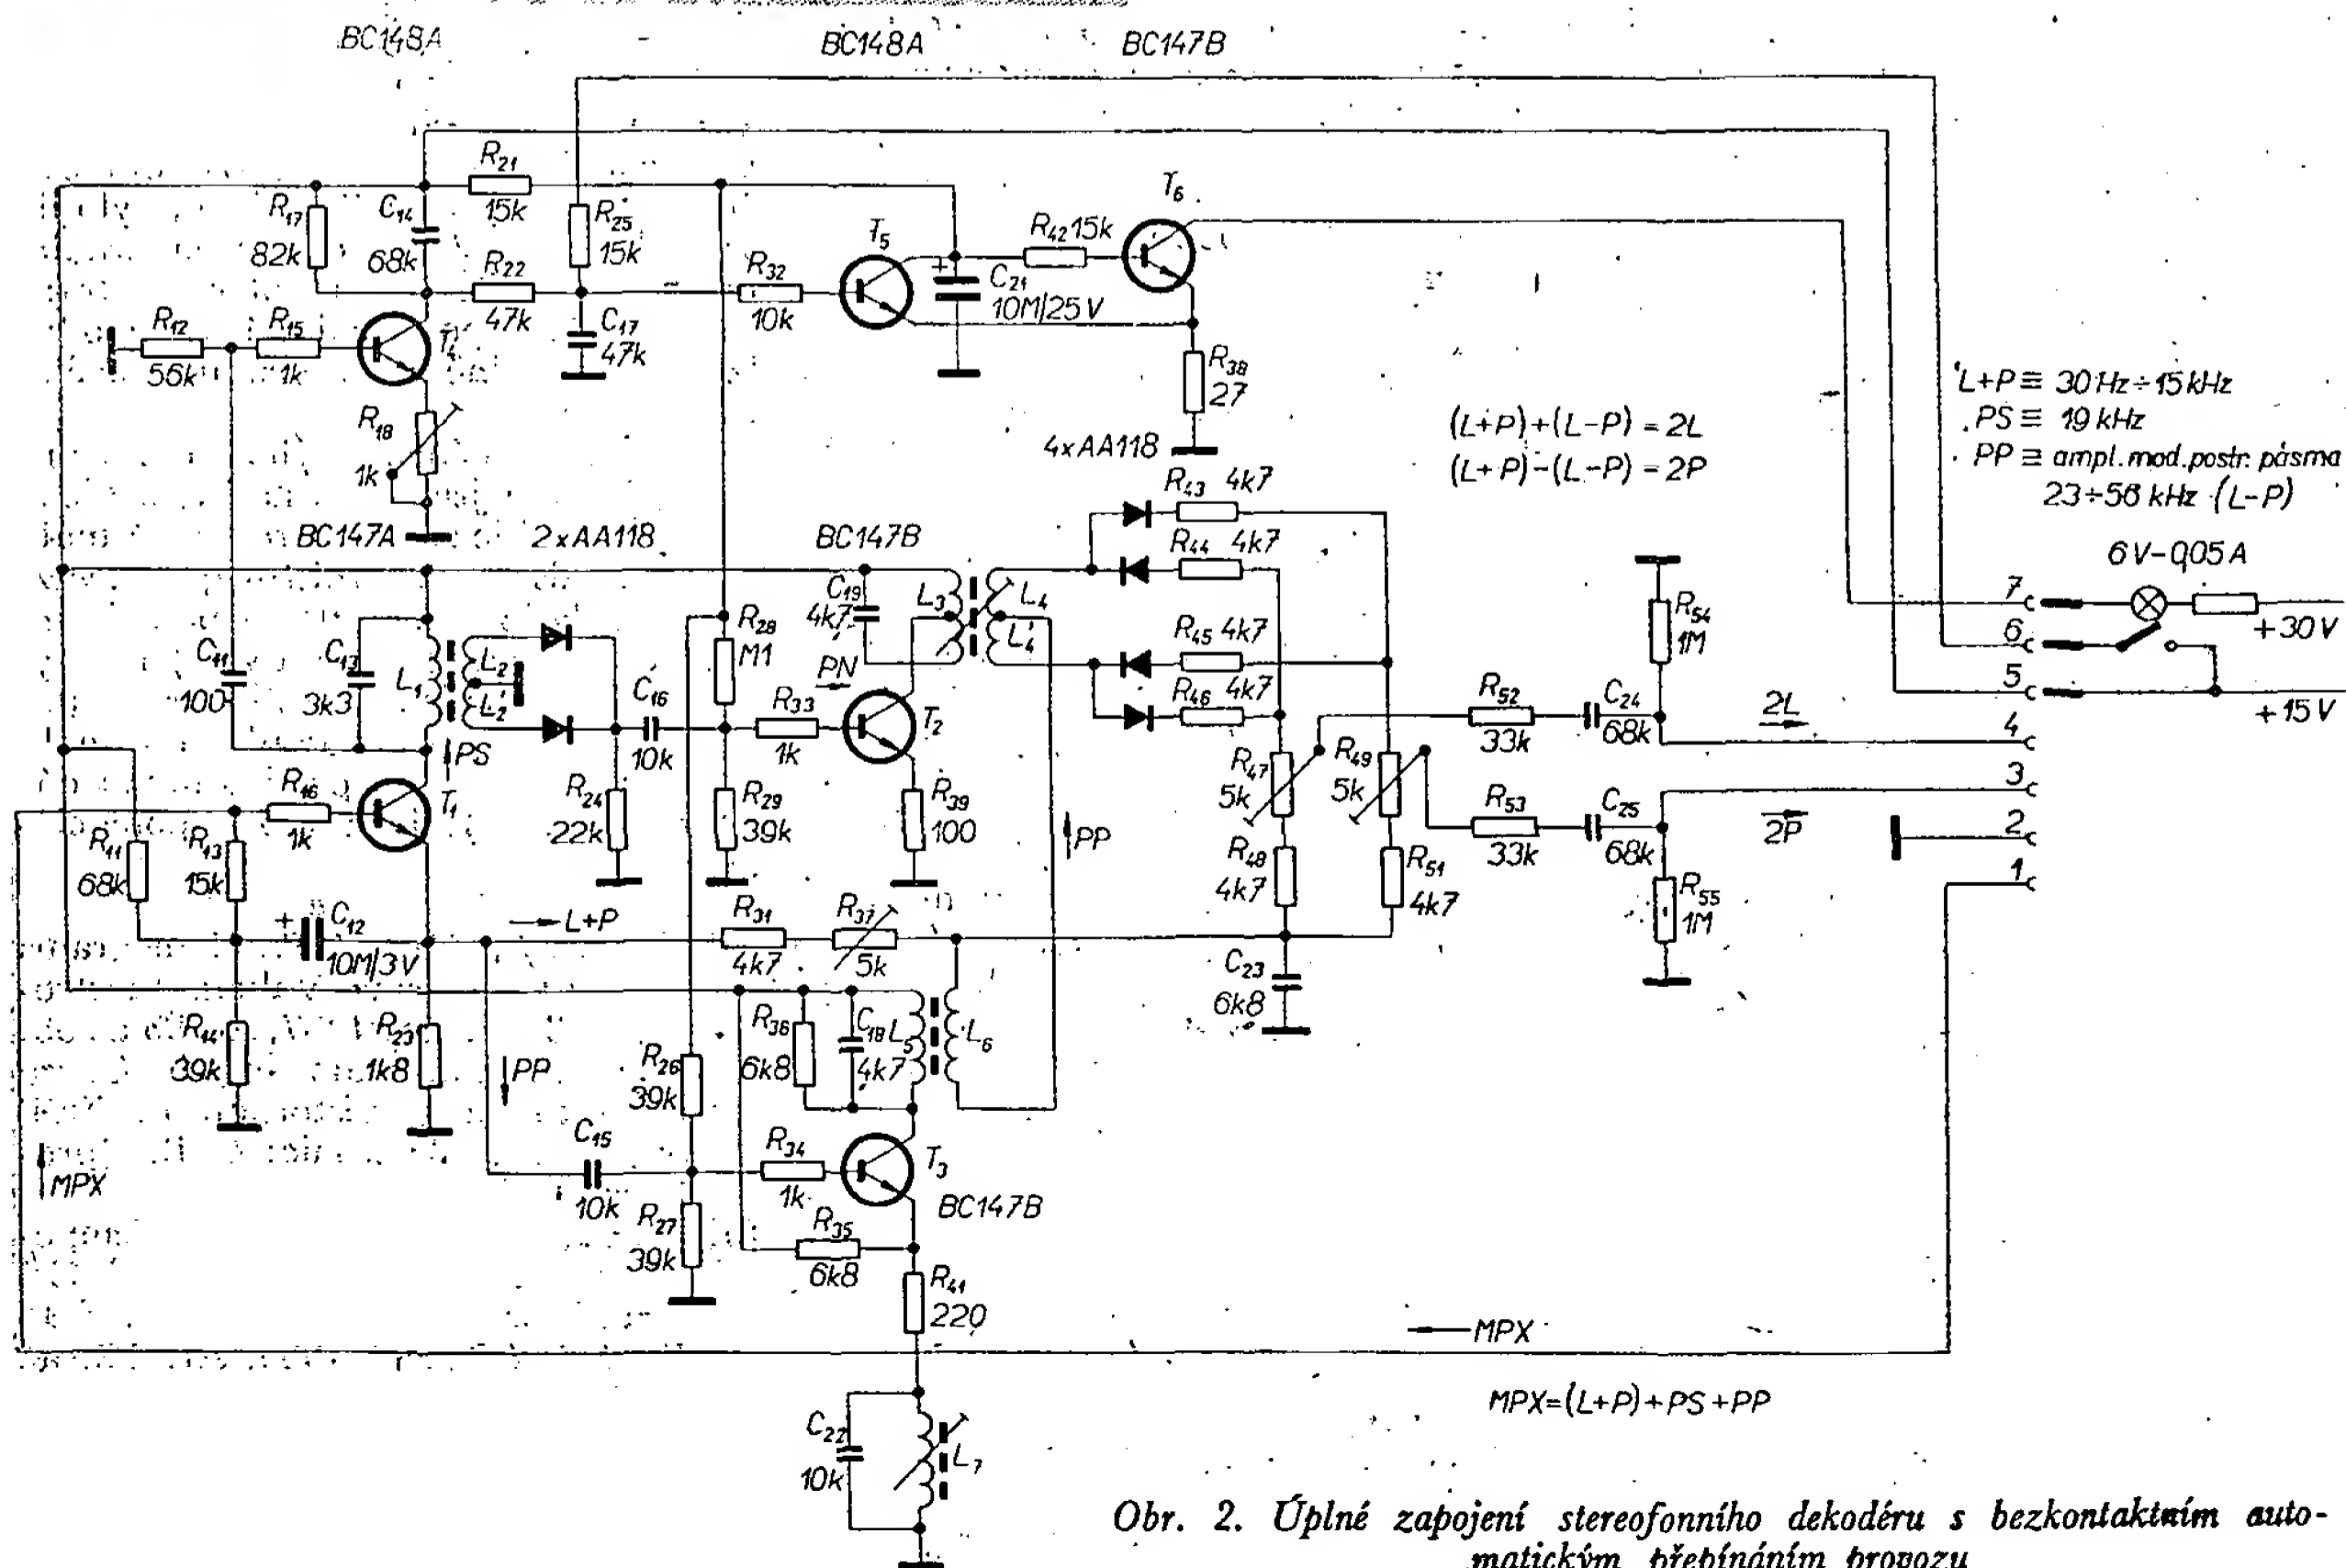 BC148A
BC148A
BC147B
R21
15k
R17
82k
C14
68k
R25
15k
T5
T6
R42 15k
R22
47k
R32
10k
C21
10M/25V
R12
56k
R15
1k
T4
C17
47k
R38
27
R18
1k
4xAA118
(L+P)+(L-P) = 2L
(L+P)-(L-P) = 2P
L+P ≡ 30Hz÷15kHz
PS ≡ 19 kHz
PP ≡ ampl.mod.postr. pásma
23÷56 kHz (L-P)
BC147A
2xAA118
BC147B
R43 4k7
R44 4k7
R45 4k7
R46 4k7
6V-0,05A
7
6
5
4
3
2
1
+30V
+15V
C11
100
C13
3k3
L1
L2
L2'
C16
10k
R28
M1
PN
C19
4k7
L3
L4
L4'
R33
1k
T2
R54
1M
R52
33k
C24
68k
2L
PS
R16
1k
T1
R24
22k
R29
39k
R39
100
PP
R47
5k
R49
5k
R53
33k
C25
68k
2P
R11
68k
R13
15k
R48
4k7
R51
4k7
R55
1M
C12
10M/3V
L+P
R31
4k7
R37
5k
C23
6k8
R14
39k
R23
1k8
PP
R26
39k
R36
6k8
C18
4k7
L5
L6
MPX
C15
10k
R34
1k
T3
BC147B
R27
39k
R35
6k8
R41
220
MPX
MPX=(L+P)+PS+PP
C22
10k
L7
Obr. 2. Úplné zapojení stereofonního dekodéru s bezkontaktním auto-
matickým přepínáním provozu